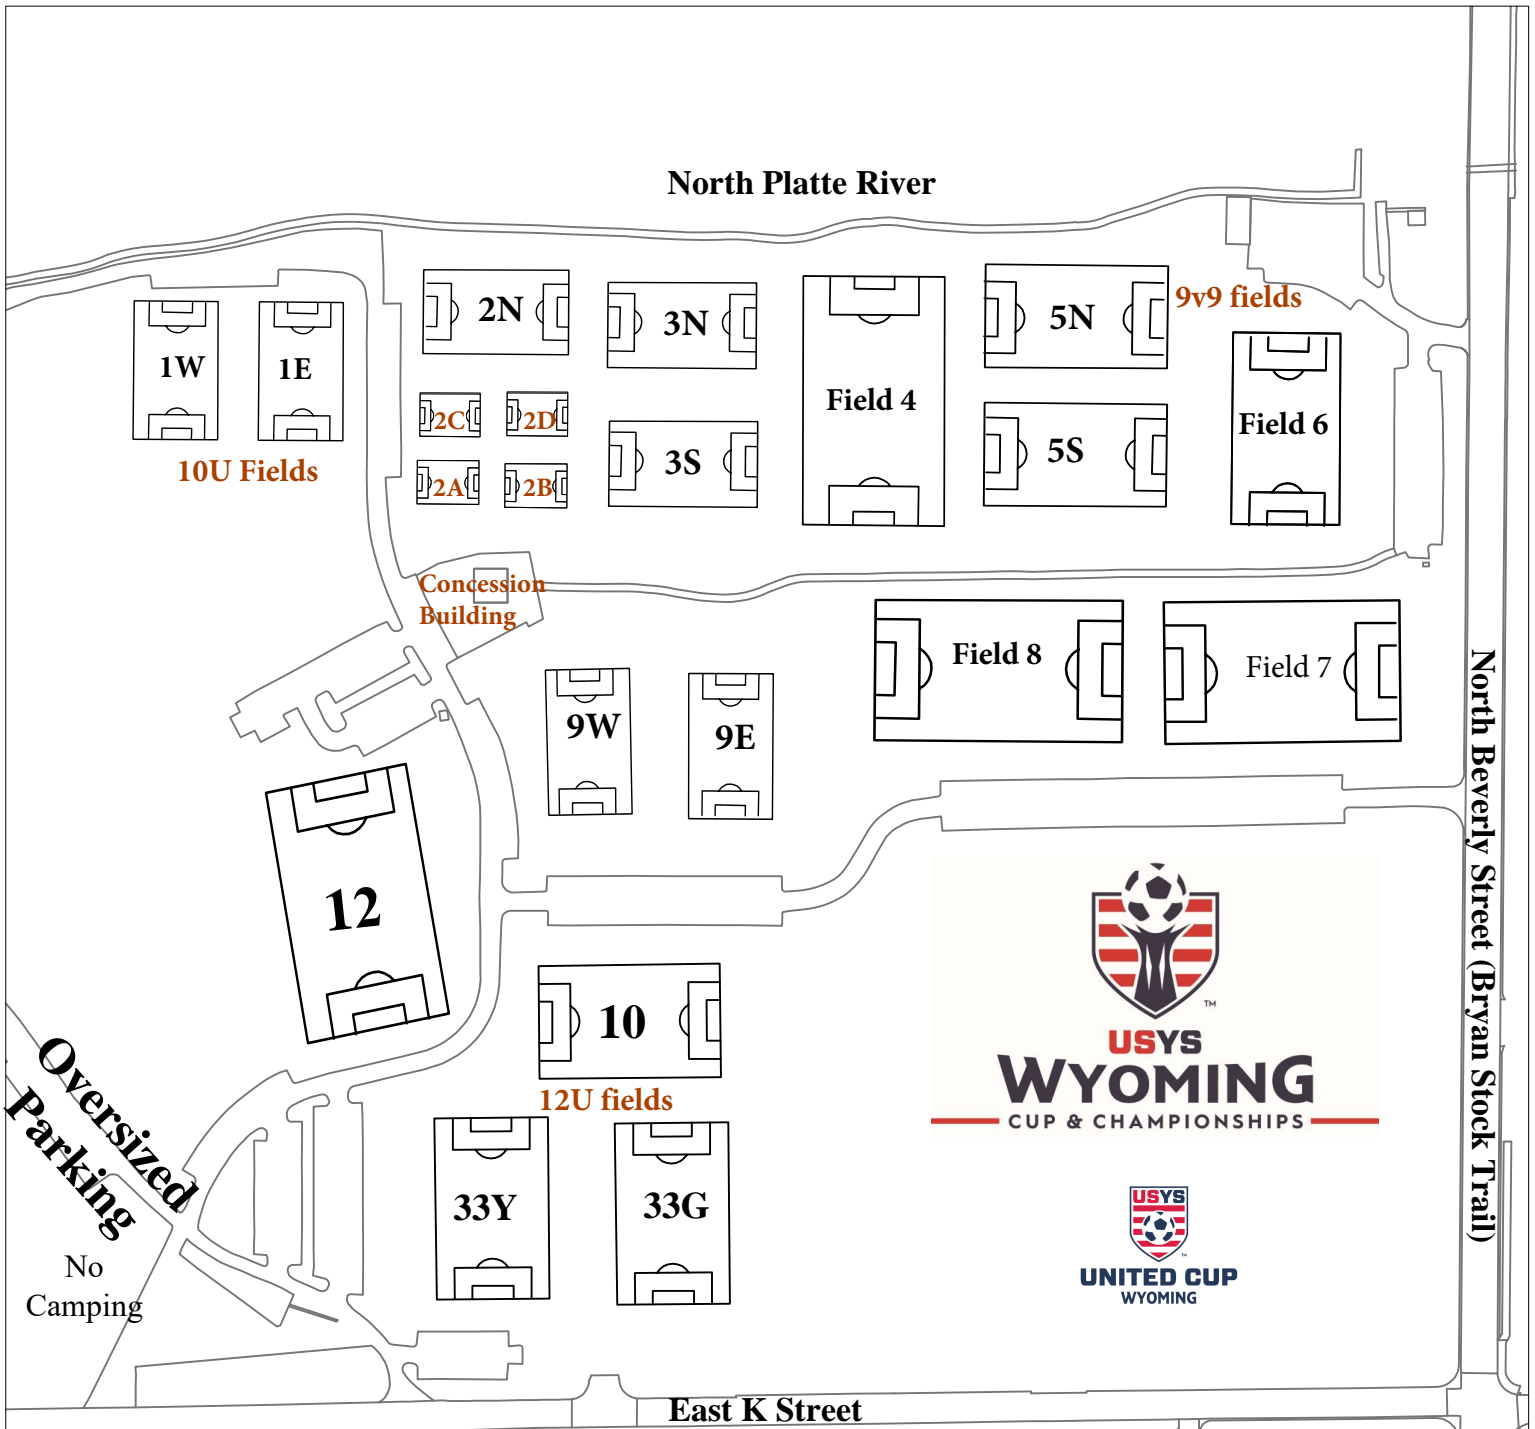 North Platte River
2N
3N
5N
9v9 fields
1W
1E
Field 4
2C
2D
Field 6
10U Fields
3S
5S
2A
2B
Concession
Building
Field 8
Field 7
9W
9E
North Beverly Street (Bryan Stock Trail)
12
10
TM
USYS
WYOMING
CUP & CHAMPIONSHIPS
Oversized
Parking
12U fields
33Y
33G
USYS
UNITED CUP
WYOMING
No
Camping
East K Street